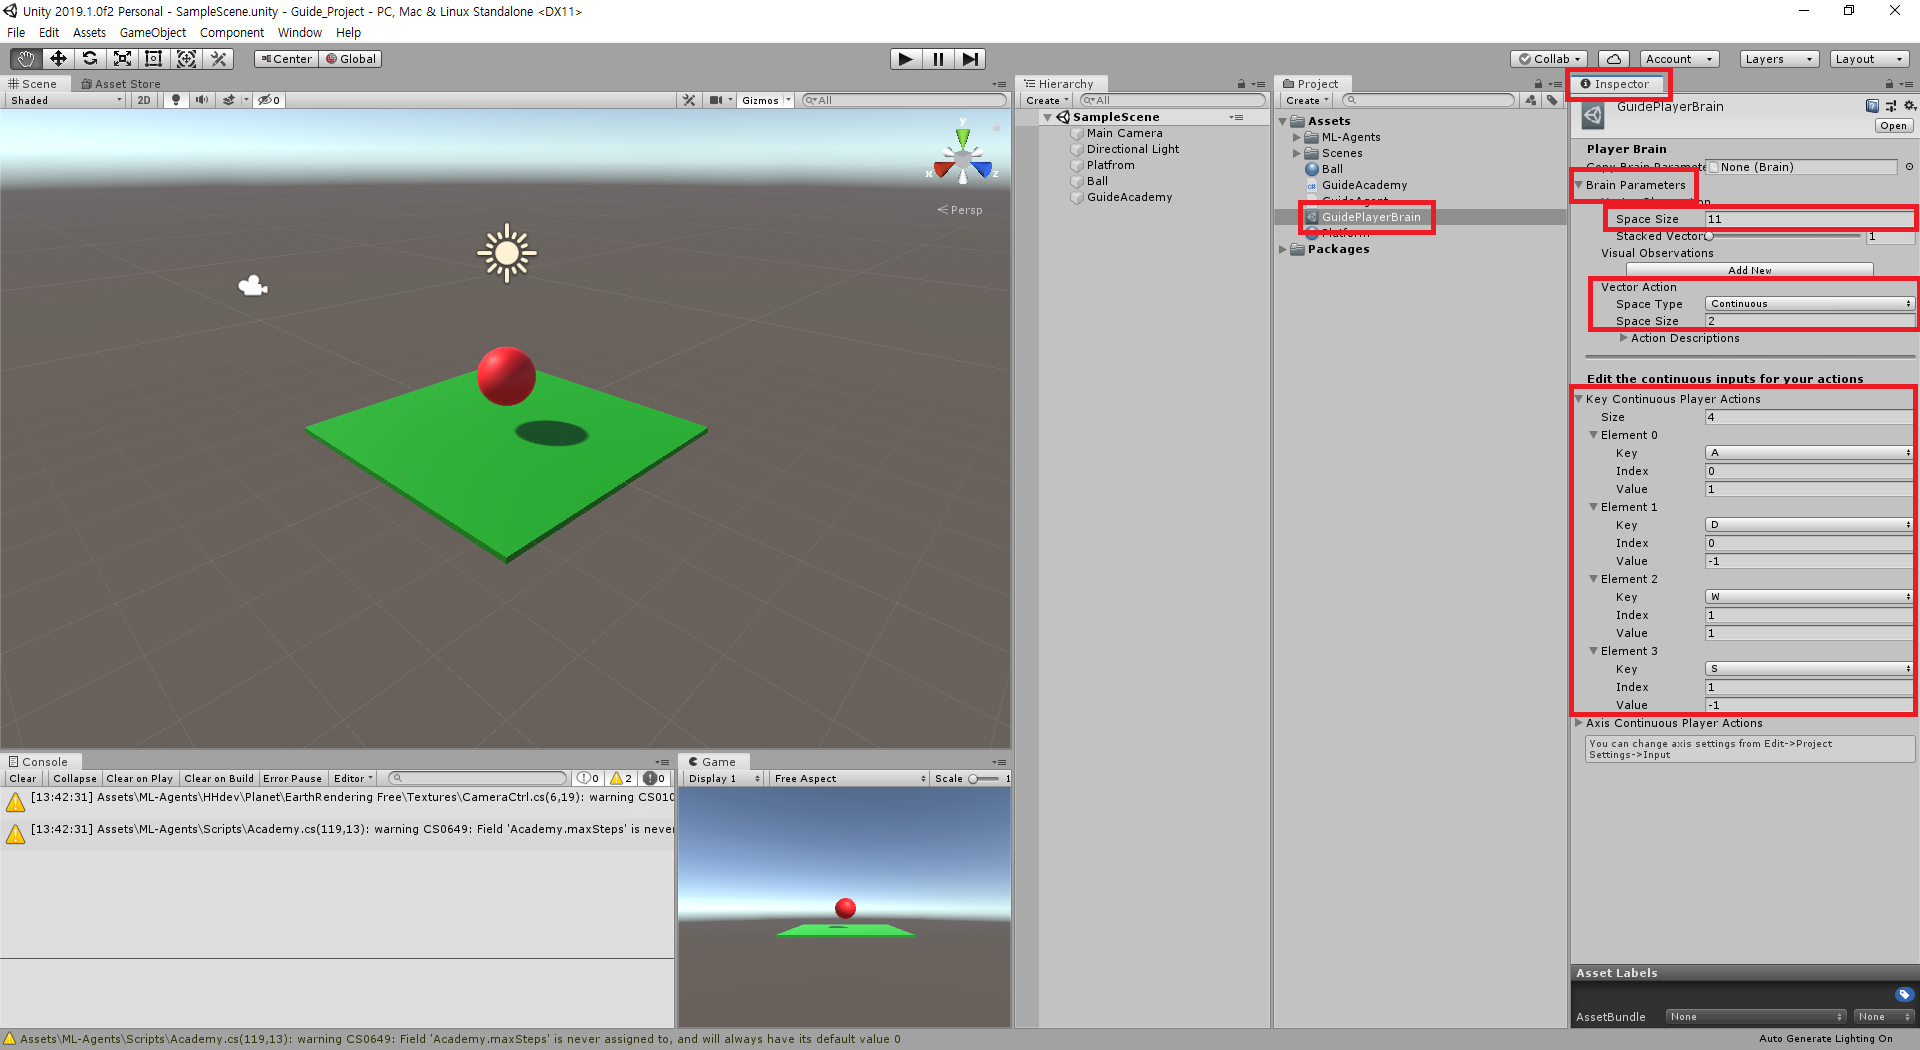 Unity 2019.1.0f2 Personal - SampleScene.unity - Guide_Project - PC, Mac & Linux Standalone <DX11>
File Edit Assets GameObject Component Window Help
Center Global
Collab Account Layers Layout
Scene Asset Store
Shaded 2D 0 Gizmos All
Hierarchy
Create All
SampleScene
Main Camera
Directional Light
Platfrom
Ball
GuideAcademy
Project
Create
Assets
ML-Agents
Scenes
Ball
GuideAcademy
GuideAgent
GuidePlayerBrain
Platform
Packages
Inspector
GuidePlayerBrain
Open
Player Brain
Copy Brain Paramete None (Brain)
Brain Parameters
Space Size 11
Stacked Vector 1
Visual Observations
Add New
Vector Action
Space Type Continuous
Space Size 2
Action Descriptions
Edit the continuous inputs for your actions
Key Continuous Player Actions
Size 4
Element 0
Key A
Index 0
Value 1
Element 1
Key D
Index 0
Value -1
Element 2
Key W
Index 1
Value 1
Element 3
Key S
Index 1
Value -1
Axis Continuous Player Actions
You can change axis settings from Edit->Project
Settings->Input
Asset Labels
AssetBundle None None
y
x z
Persp
Console
Clear Collapse Clear on Play Clear on Build Error Pause Editor 0 2 0
[13:42:31] Assets\ML-Agents\HHdev\Planet\EarthRendering Free\Textures\CameraCtrl.cs(6,19): warning CS010
[13:42:31] Assets\ML-Agents\Scripts\Academy.cs(119,13): warning CS0649: Field 'Academy.maxSteps' is never
Game
Display 1 Free Aspect Scale 1
Assets\ML-Agents\Scripts\Academy.cs(119,13): warning CS0649: Field 'Academy.maxSteps' is never assigned to, and will always have its default value 0
Auto Generate Lighting On